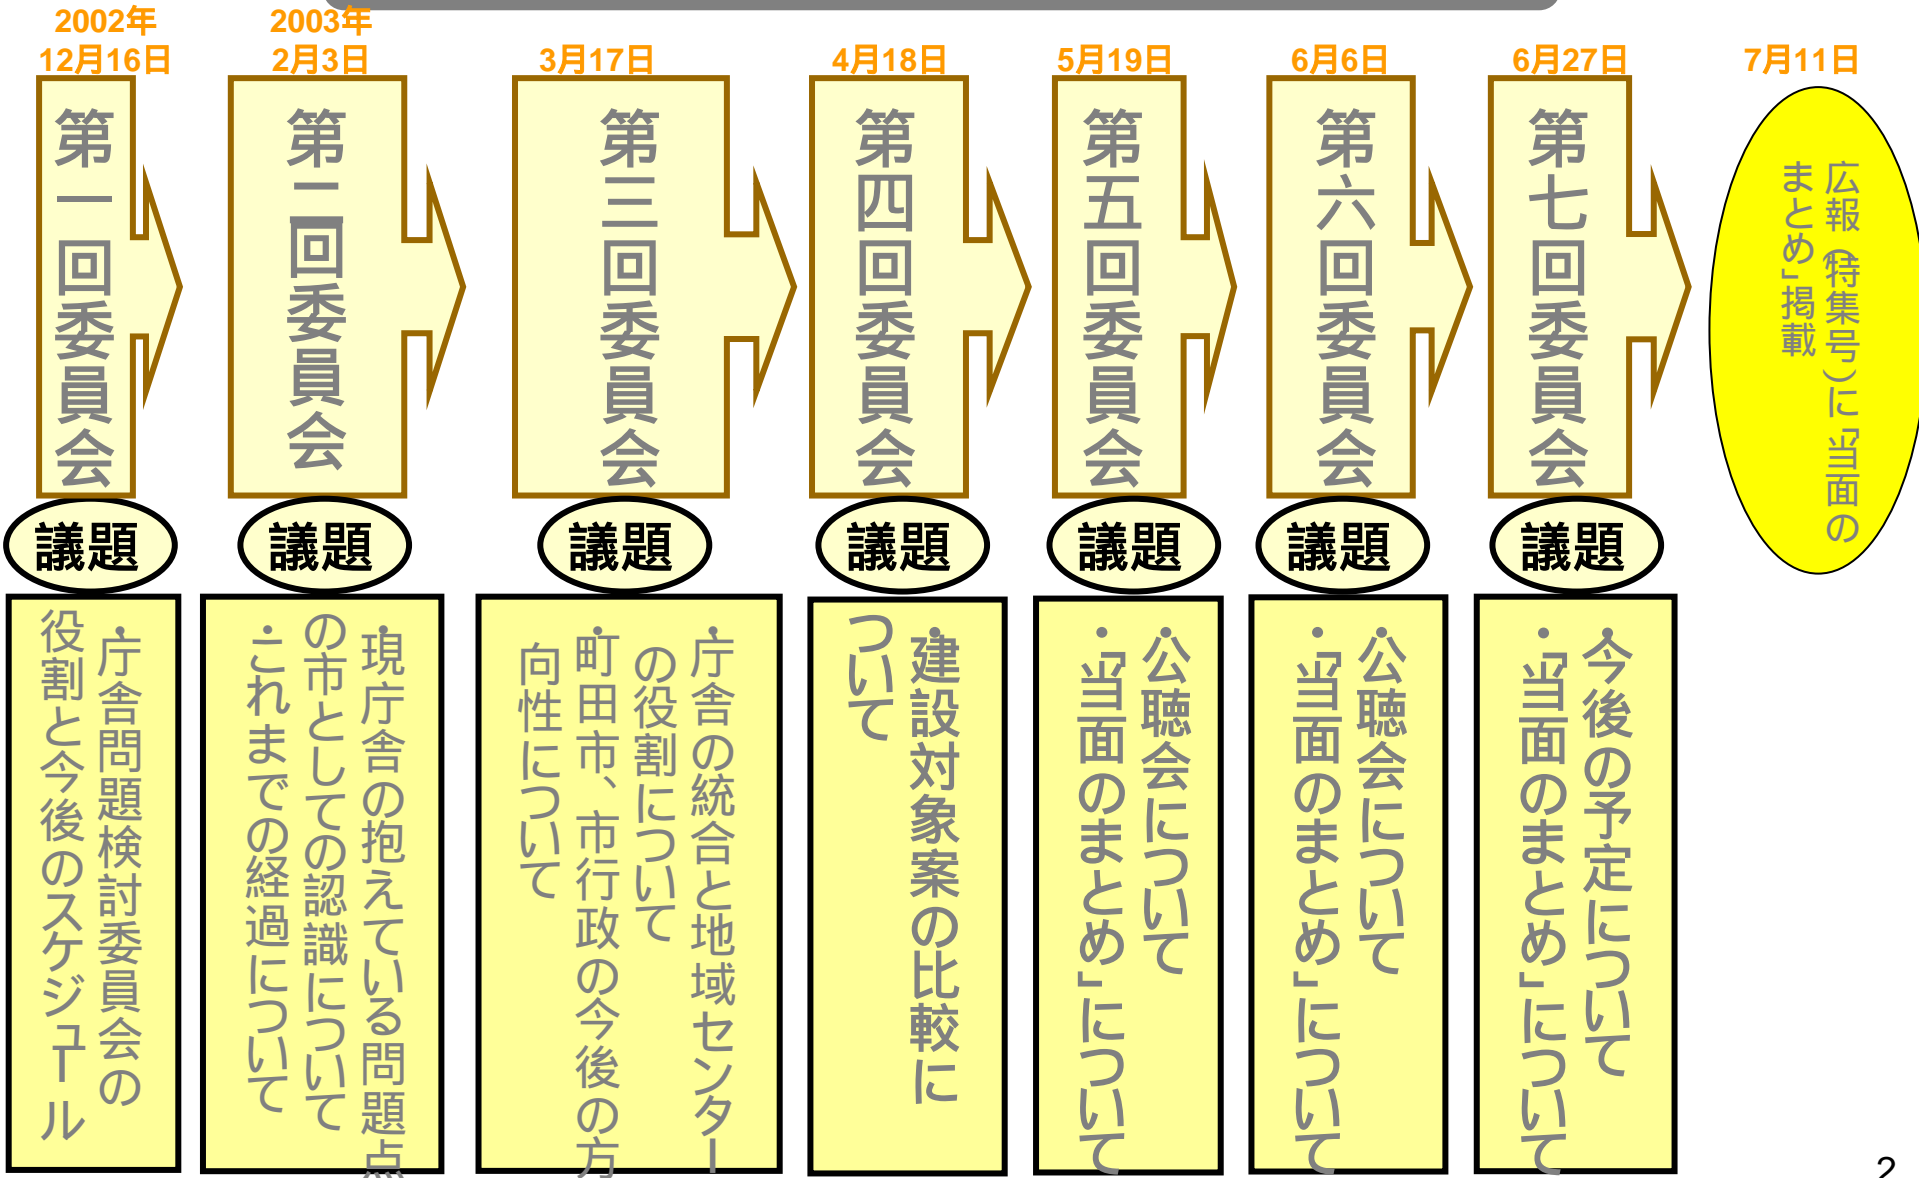 2002年
12月16日
2003年
2月3日
3月17日
4月18日
5月19日
6月6日
6月27日
7月11日
第一回委員会
第二回委員会
第三回委員会
第四回委員会
第五回委員会
第六回委員会
第七回委員会
広報（特集号）に「当面の
まとめ」掲載
議題
議題
議題
議題
議題
議題
議題
・庁舎問題検討委員会の
役割と今後のスケジュール
・現庁舎の抱えている問題点
の市としての認識について
・これまでの経過について
・庁舎の統合と地域センター
の役割について
・町田市、市行政の今後の方
向性について
・建設対象案の比較に
ついて
・公聴会について
・「当面のまとめ」について
・公聴会について
・「当面のまとめ」について
・今後の予定について
・「当面のまとめ」について
2